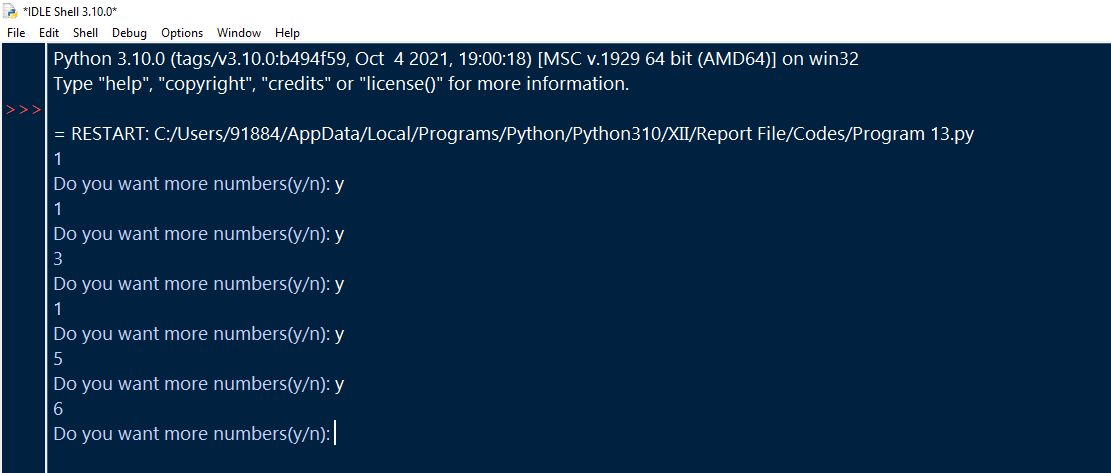 *IDLE Shell 3.10.0*
File Edit Shell Debug Options Window Help
Python 3.10.0 (tags/v3.10.0:b494f59, Oct  4 2021, 19:00:18) [MSC v.1929 64 bit (AMD64)] on win32
Type "help", "copyright", "credits" or "license()" for more information.
>>>
= RESTART: C:/Users/91884/AppData/Local/Programs/Python/Python310/XII/Report File/Codes/Program 13.py
1
Do you want more numbers(y/n): y
1
Do you want more numbers(y/n): y
3
Do you want more numbers(y/n): y
1
Do you want more numbers(y/n): y
5
Do you want more numbers(y/n): y
6
Do you want more numbers(y/n):